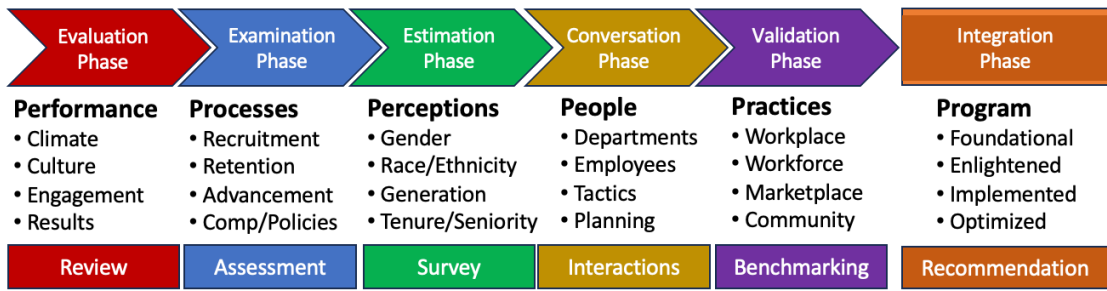 Evaluation
Phase
Examination
Phase
Estimation
Phase
Conversation
Phase
Validation
Phase
Integration
Phase
Performance
• Climate
• Culture
• Engagement
• Results
Processes
• Recruitment
• Retention
• Advancement
• Comp/Policies
Perceptions
• Gender
• Race/Ethnicity
• Generation
• Tenure/Seniority
People
• Departments
• Employees
• Tactics
• Planning
Practices
• Workplace
• Workforce
• Marketplace
• Community
Program
• Foundational
• Enlightened
• Implemented
• Optimized
Review
Assessment
Survey
Interactions
Benchmarking
Recommendation